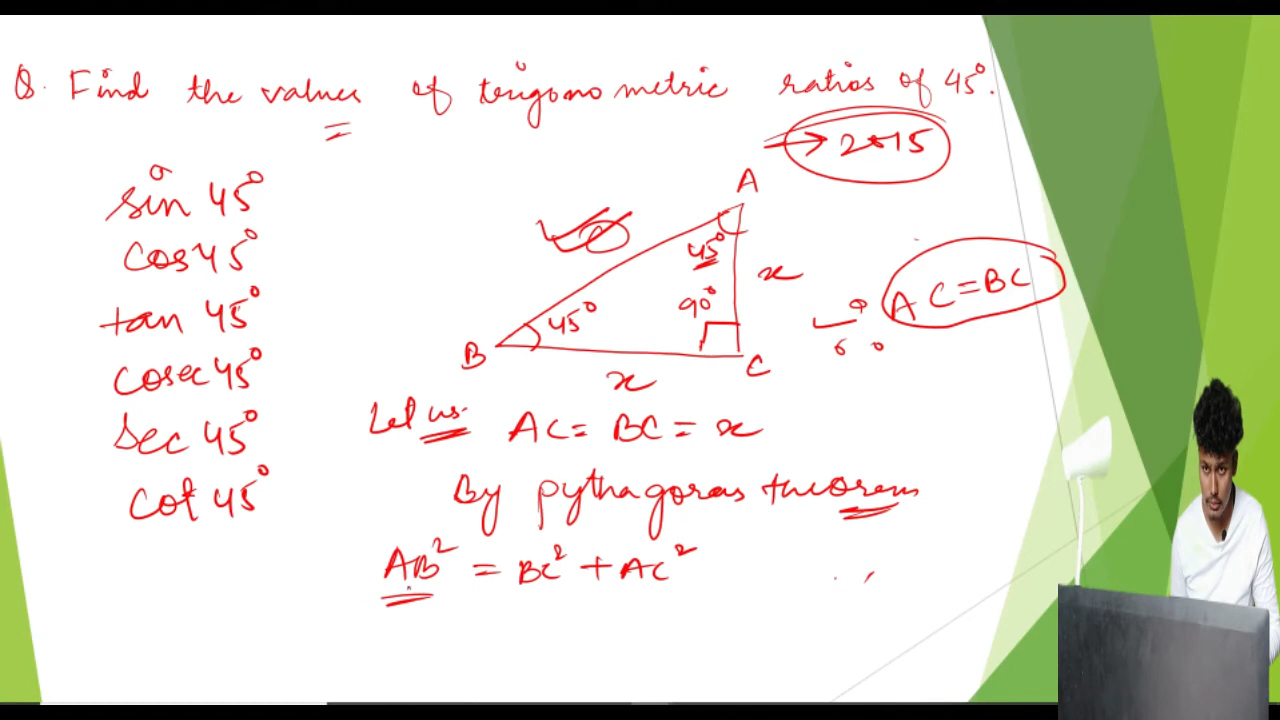 Q. Find the values of trigonometric ratios of 45°.
→ 2015
sin 45°
cos 45°
tan 45°
cosec 45°
sec 45°
cot 45°
A
45°
x
90°
45°
B
C
x
AC=BC
Let us
AC = BC = x
By pythagoras theorem
AB² = BC² + AC²